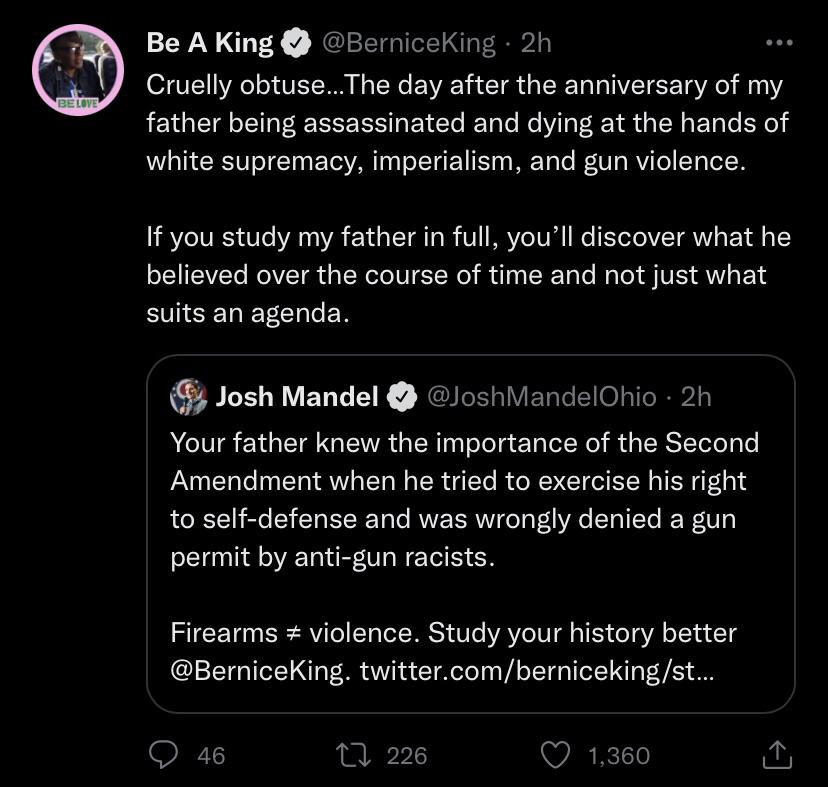 Be A King @BerniceKing · 2h
Cruelly obtuse...The day after the anniversary of my
father being assassinated and dying at the hands of
white supremacy, imperialism, and gun violence.
If you study my father in full, you’ll discover what he
believed over the course of time and not just what
suits an agenda.
BE LOVE
Josh Mandel @JoshMandelOhio · 2h
Your father knew the importance of the Second
Amendment when he tried to exercise his right
to self-defense and was wrongly denied a gun
permit by anti-gun racists.
Firearms ≠ violence. Study your history better
@BerniceKing. twitter.com/berniceking/st...
46 226 1,360